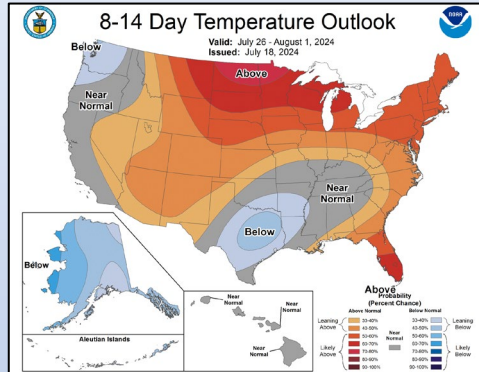 8-14 Day Temperature Outlook
Valid: July 26 - August 1, 2024
Issued: July 18, 2024
NOAA
Below
Above
Near
Normal
Near
Normal
Below
Below
Above
Aleutian Islands
Near
Normal
Near
Normal
Near
Normal
Probability
(Percent Chance)
Above Normal
Below Normal
Leaning
Above
33-40%
40-50%
Near
Normal
33-40%
40-50%
Leaning
Below
Likely
Above
50-60%
60-70%
70-80%
80-90%
90-100%
50-60%
60-70%
70-80%
80-90%
90-100%
Likely
Below